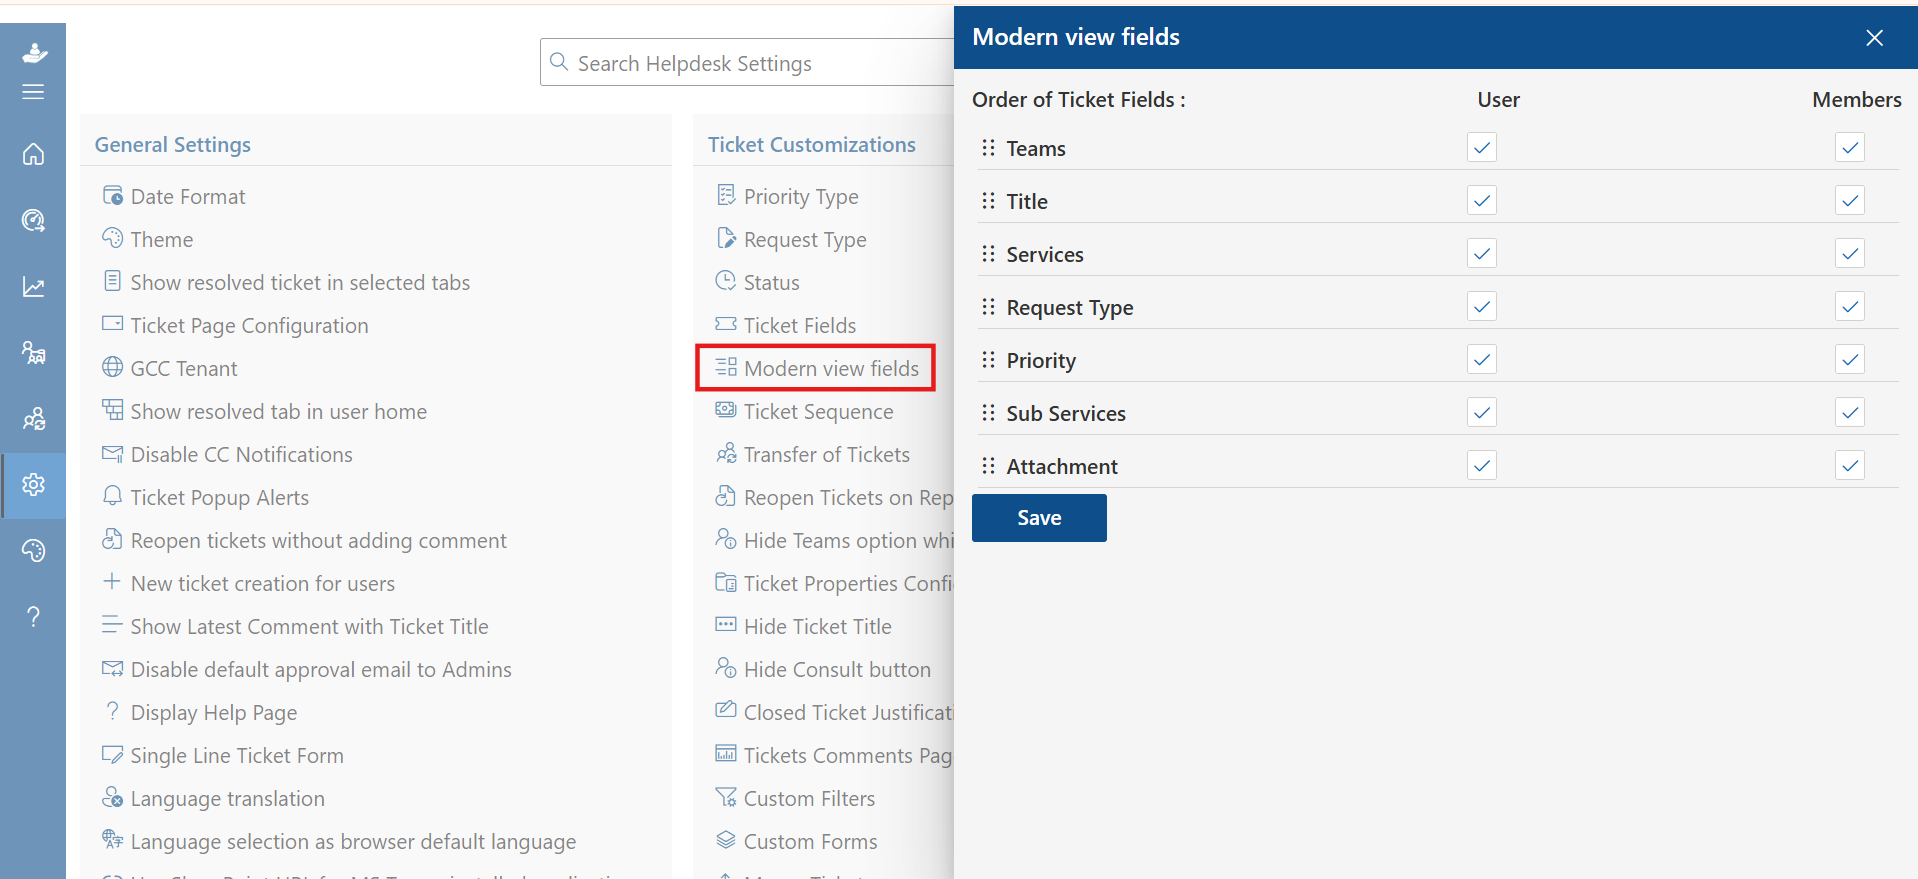 Search Helpdesk Settings
General Settings
Date Format
Theme
Show resolved ticket in selected tabs
Ticket Page Configuration
GCC Tenant
Show resolved tab in user home
Disable CC Notifications
Ticket Popup Alerts
Reopen tickets without adding comment
New ticket creation for users
Show Latest Comment with Ticket Title
Disable default approval email to Admins
Display Help Page
Single Line Ticket Form
Language translation
Language selection as browser default language
Ticket Customizations
Priority Type
Request Type
Status
Ticket Fields
Modern view fields
Ticket Sequence
Transfer of Tickets
Reopen Tickets on Rep
Hide Teams option whi
Ticket Properties Confi
Hide Ticket Title
Hide Consult button
Closed Ticket Justificati
Tickets Comments Pag
Custom Filters
Custom Forms
Modern view fields
Order of Ticket Fields : User Members
Teams
Title
Services
Request Type
Priority
Sub Services
Attachment
Save